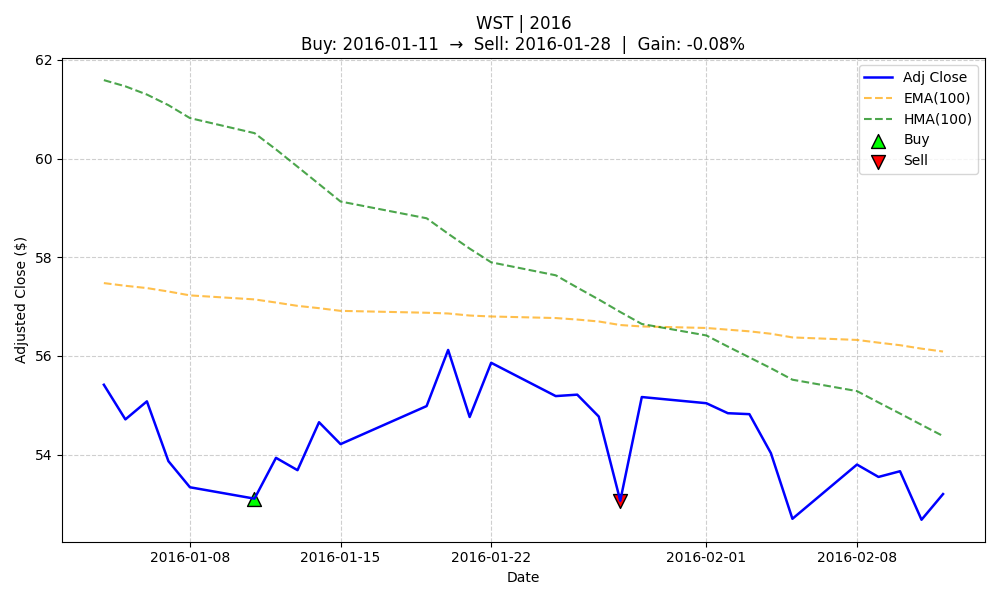 WST | 2016
Buy: 2016-01-11 → Sell: 2016-01-28 | Gain: -0.08%
Adj Close
EMA(100)
HMA(100)
Buy
Sell
Adjusted Close ($)
62
60
58
56
54
2016-01-08
2016-01-15
2016-01-22
2016-02-01
2016-02-08
Date